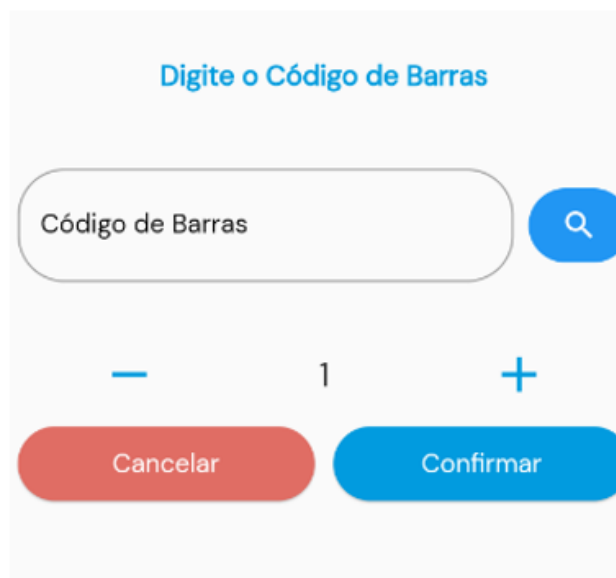 Digite o Código de Barras
Código de Barras
1
Cancelar
Confirmar